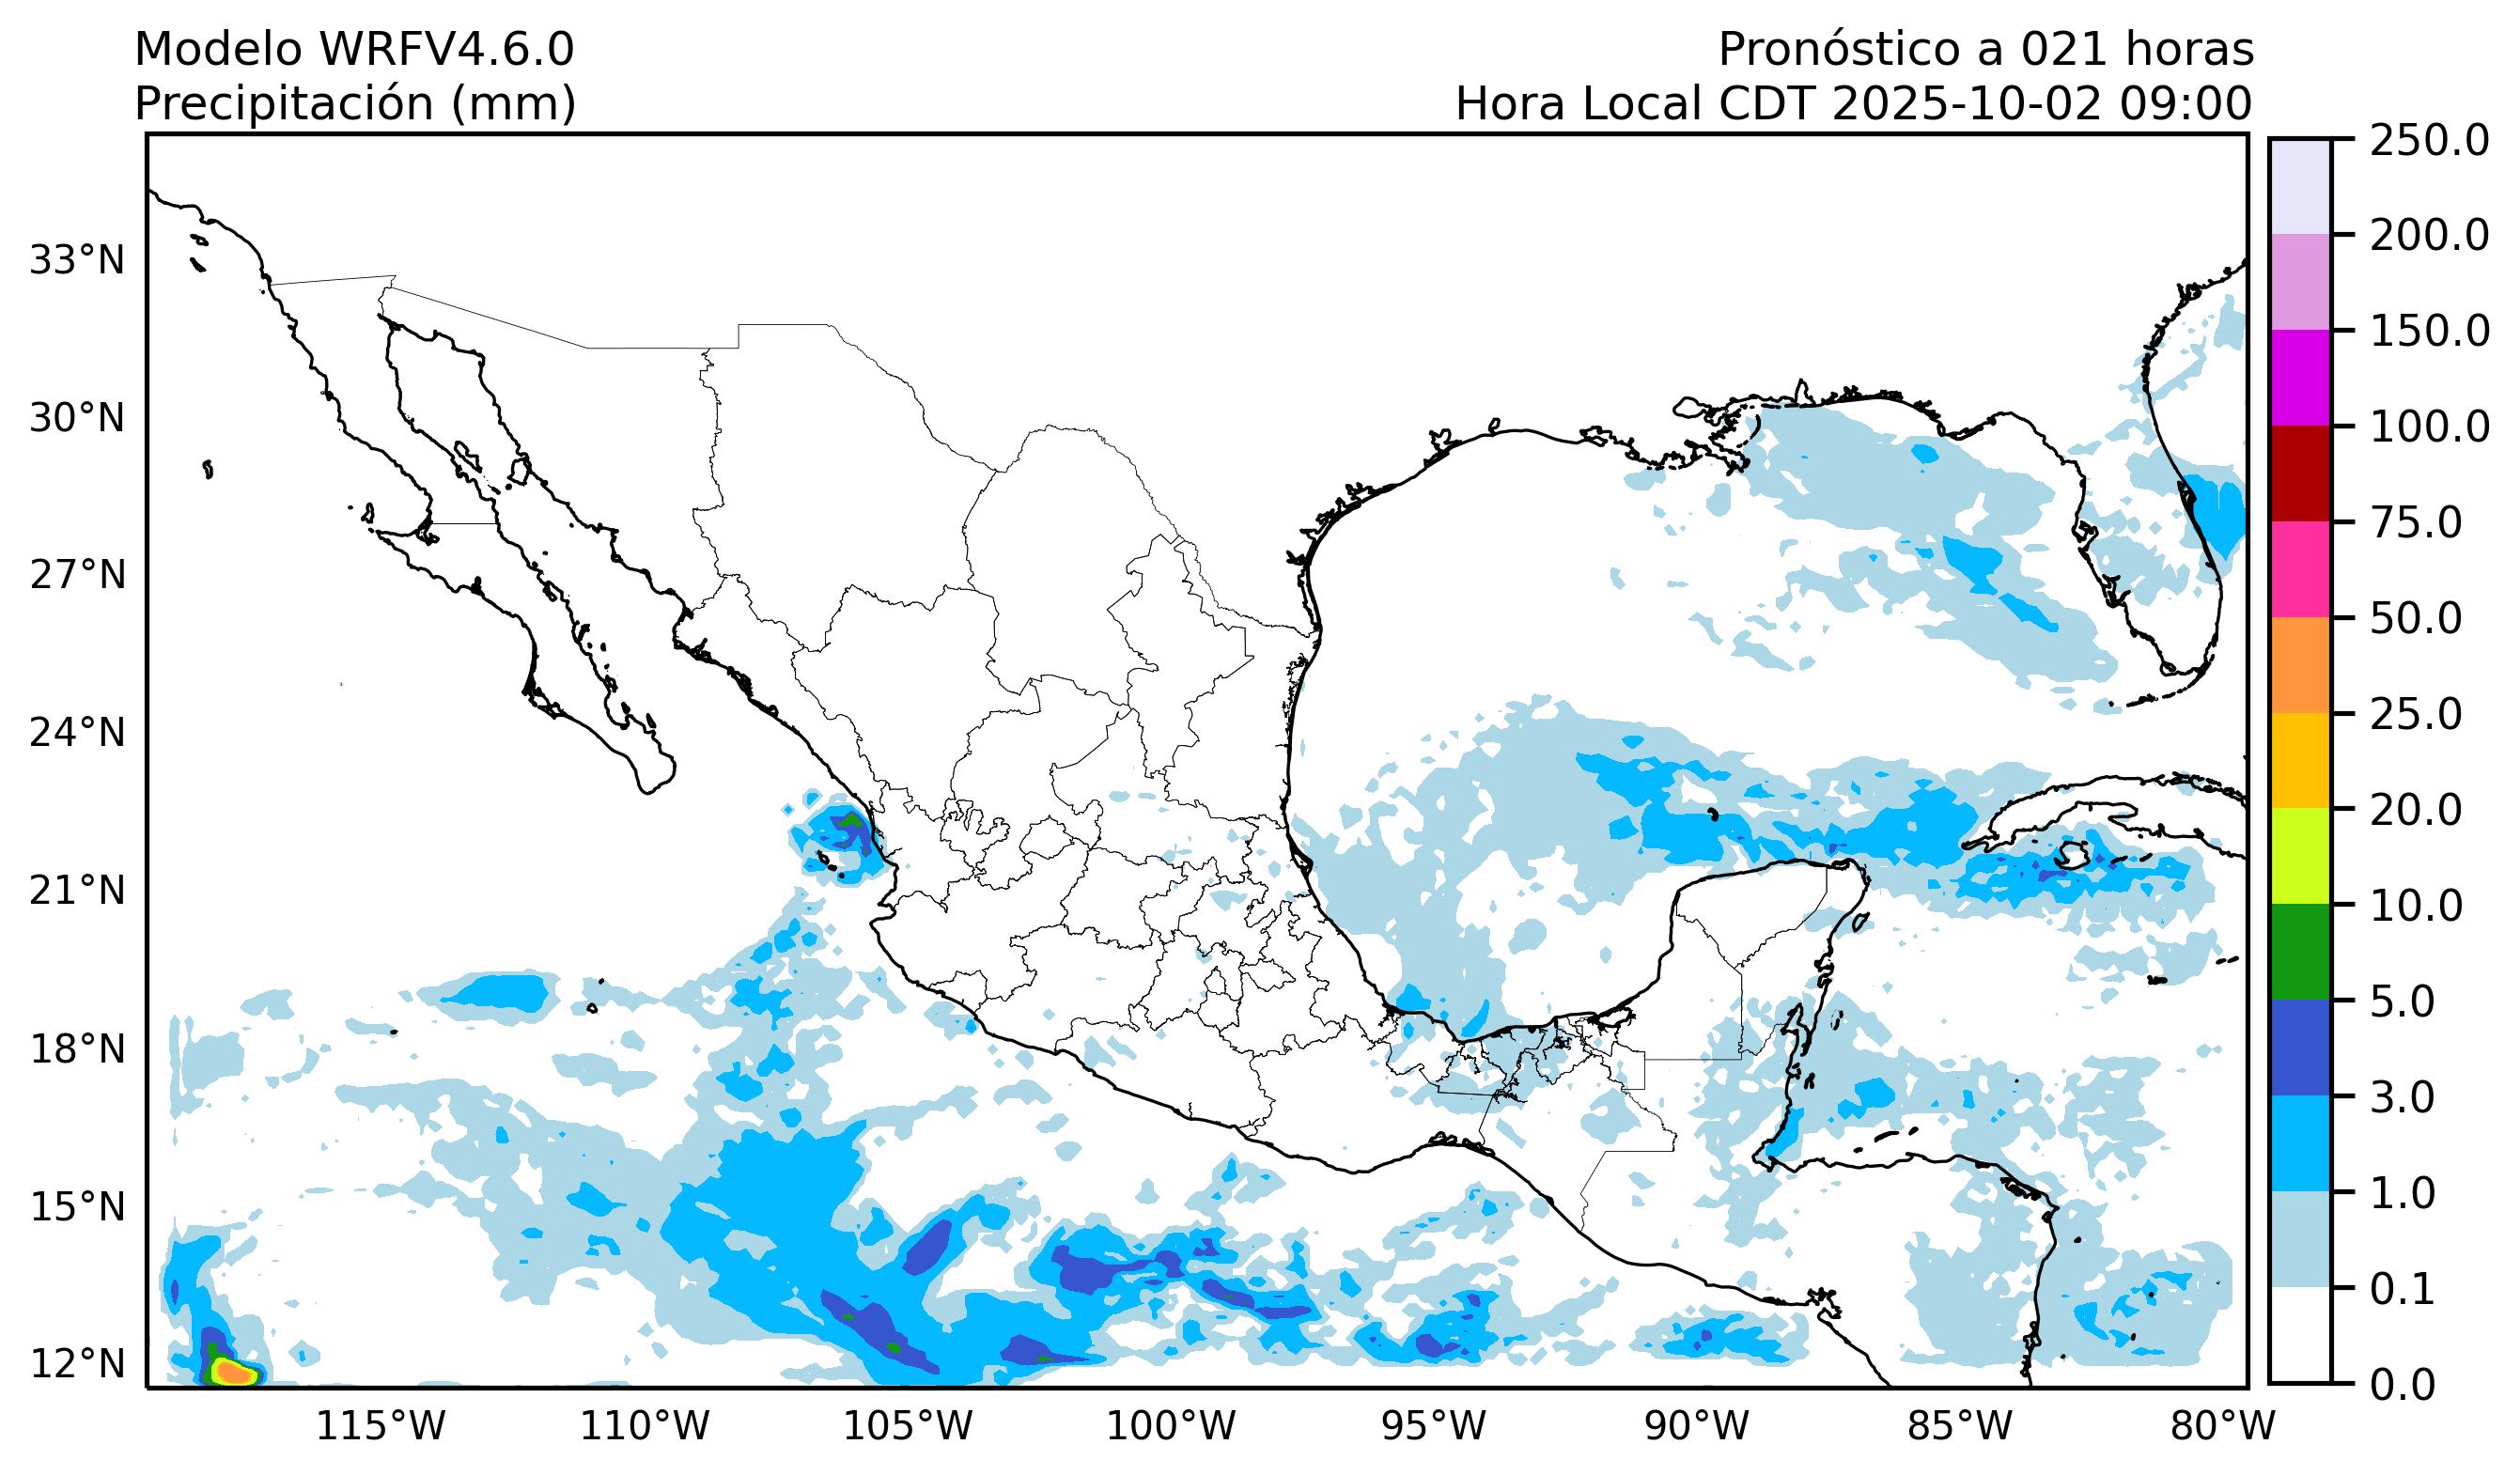 Modelo WRFV4.6.0
Precipitación (mm)
Pronóstico a 021 horas
Hora Local CDT 2025-10-02 09:00
33°N
30°N
27°N
24°N
21°N
18°N
15°N
12°N
115°W
110°W
105°W
100°W
95°W
90°W
85°W
80°W
250.0
200.0
150.0
100.0
75.0
50.0
25.0
20.0
10.0
5.0
3.0
1.0
0.1
0.0